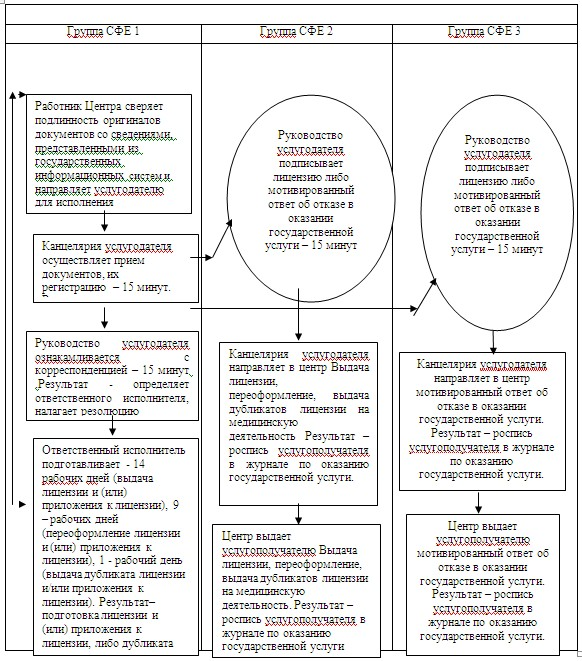 Группа СФЕ 1
Группа СФЕ 2
Группа СФЕ 3
Работник Центра сверяет
подлинность оригиналов
документов со сведениями,
представленными из
государственных
информационных систем и
направляет услугодателю
для исполнения
Канцелярия услугодателя
осуществляет прием
документов, их
регистрацию – 15 минут.
Руководство услугодателя
ознакамливается с
корреспонденцией – 15 минут.
Результат - определяет
ответственного исполнителя,
налагает резолюцию
Ответственный исполнитель
подготавливает - 14
рабочих дней (выдача
лицензии и (или)
приложения к лицензии), 9
– рабочих дней
(переоформление лицензии
и (или) приложения к
лицензии), 1 - рабочий день
(выдача дубликата лицензии
и/или приложения к
лицензии). Результат–
подготовка лицензии и
(или) приложения к
лицензии, либо дубликата
Руководство
услугодателя
подписывает
лицензию либо
мотивированный
ответ об отказе в
оказании
государственной
услуги – 15 минут
Канцелярия услугодателя
направляет в центр Выдача
лицензии,
переоформление, выдача
дубликатов лицензии на
медицинскую
деятельность Результат –
роспись услугополучателя
в журнале по оказанию
государственной услуги.
Центр выдает
услугополучателю Выдача
лицензии, переоформление,
выдача дубликатов лицензии
на медицинскую
деятельность. Результат –
роспись услугополучателя в
журнале по оказанию
государственной услуги
Руководство
услугодателя
подписывает
лицензию либо
мотивированный
ответ об отказе в
оказании
государственной
услуги – 15 минут
Канцелярия услугодателя
направляет в центр
мотивированный ответ об
отказе в оказании
государственной услуги.
Результат – роспись
услугополучателя в журнале
по оказанию
государственной услуги.
Центр выдает
услугополучателю
мотивированный ответ об
отказе в оказании
государственной услуги.
Результат – роспись
услугополучателя в
журнале по оказанию
государственной услуги.